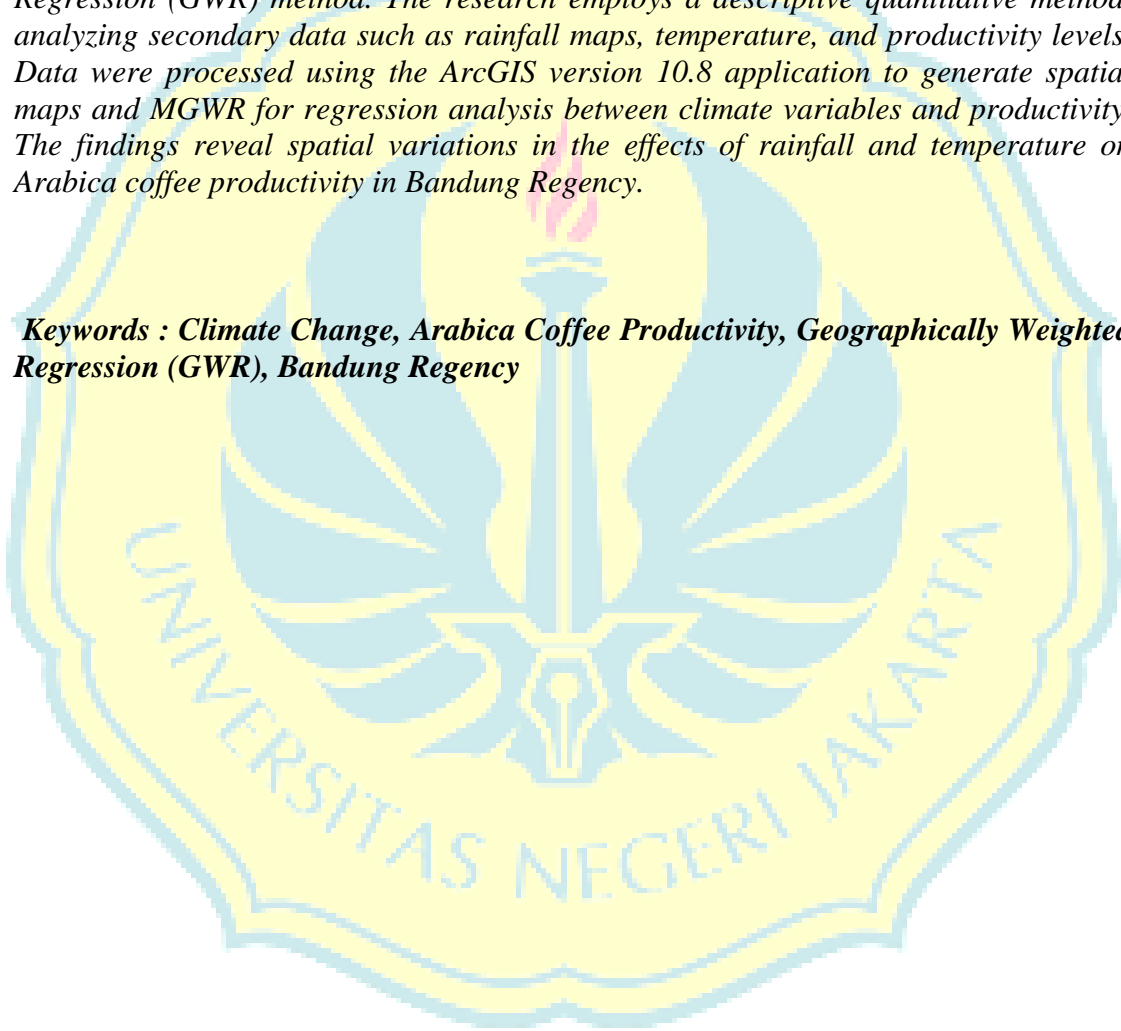 Regression (GWR) method. The research employs a descriptive quantitative method
analyzing secondary data such as rainfall maps, temperature, and productivity levels
Data were processed using the ArcGIS version 10.8 application to generate spatia
maps and MGWR for regression analysis between climate variables and productivity
The findings reveal spatial variations in the effects of rainfall and temperature on
Arabica coffee productivity in Bandung Regency.
Keywords : Climate Change, Arabica Coffee Productivity, Geographically Weighted
Regression (GWR), Bandung Regency
UNIVERSITAS NEGERI JAKARTA